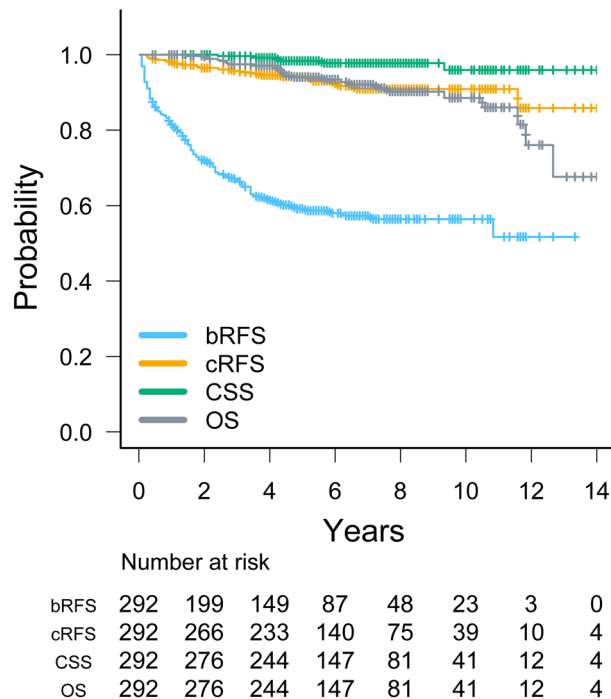 1.0
0.8
0.6
0.4
0.2
0.0
Probability
bRFS
cRFS
CSS
OS
0 2 4 6 8 10 12 14
Years
Number at risk
bRFS 292 199 149 87 48 23 3 0
cRFS 292 266 233 140 75 39 10 4
CSS 292 276 244 147 81 41 12 4
OS 292 276 244 147 81 41 12 4